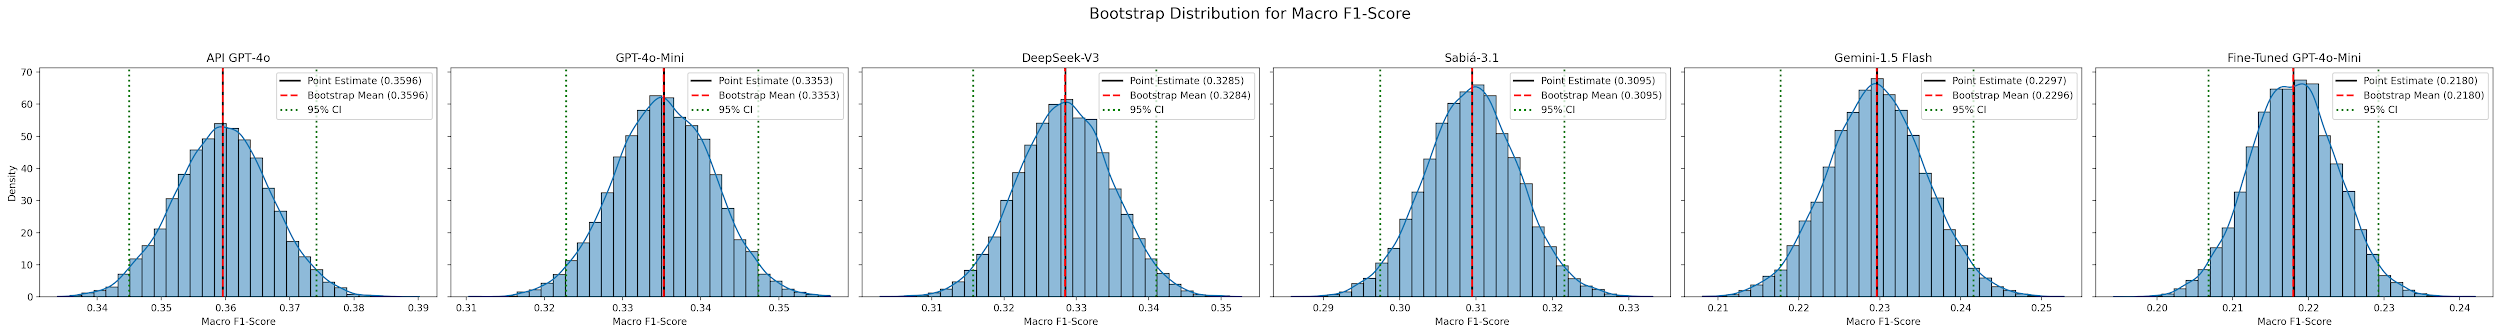 Bootstrap Distribution for Macro F1-Score
API GPT-4o
Point Estimate (0.3596)
Bootstrap Mean (0.3596)
95% CI
Density
0
10
20
30
40
50
60
70
0.34 0.35 0.36 0.37 0.38 0.39
Macro F1-Score
GPT-4o-Mini
Point Estimate (0.3353)
Bootstrap Mean (0.3353)
95% CI
0.31 0.32 0.33 0.34 0.35
Macro F1-Score
DeepSeek-V3
Point Estimate (0.3285)
Bootstrap Mean (0.3284)
95% CI
0.32 0.33 0.34 0.35
Macro F1-Score
Sabiá-3.1
Point Estimate (0.3095)
Bootstrap Mean (0.3095)
95% CI
0.29 0.30 0.31 0.32 0.33
Macro F1-Score
Gemini-1.5 Flash
Point Estimate (0.2297)
Bootstrap Mean (0.2296)
95% CI
0.21 0.22 0.23 0.24 0.25
Macro F1-Score
Fine-Tuned GPT-4o-Mini
Point Estimate (0.2180)
Bootstrap Mean (0.2180)
95% CI
0.20 0.21 0.22 0.23 0.24
Macro F1-Score